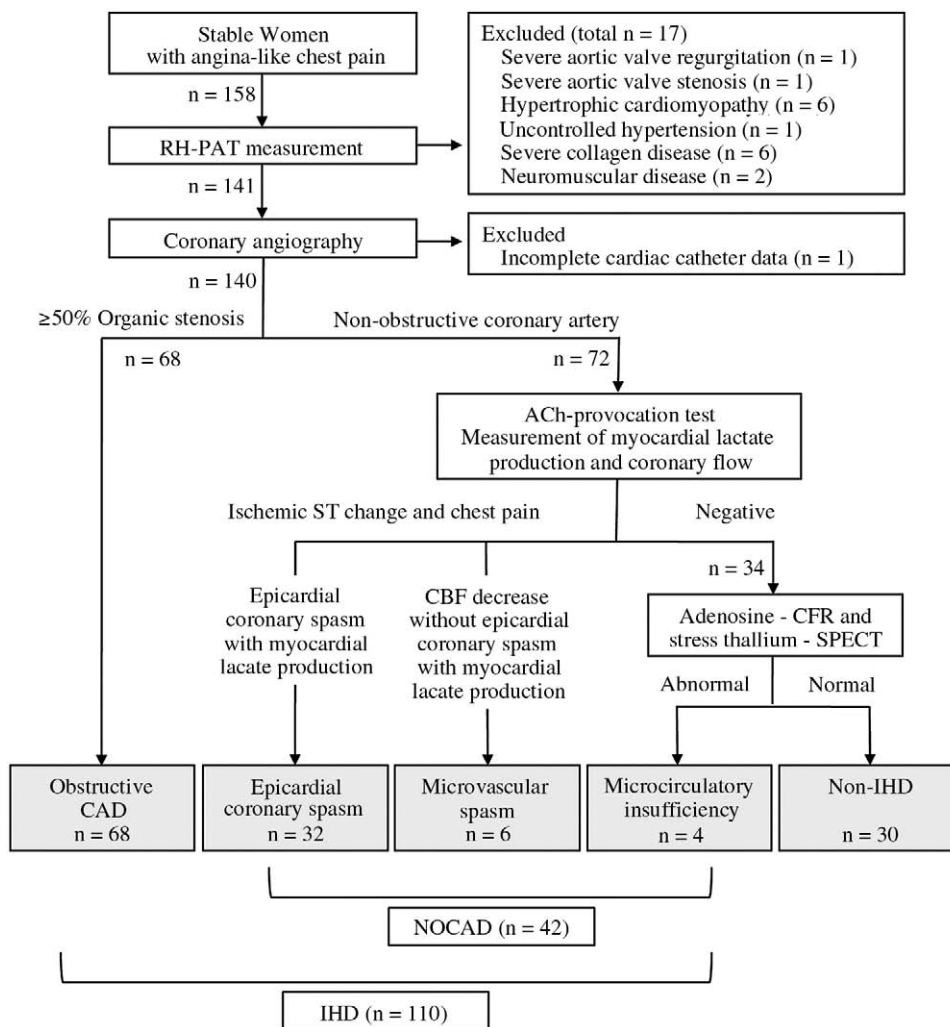 Stable Women
with angina-like chest pain
n = 158
Excluded (total n = 17)
Severe aortic valve regurgitation (n = 1)
Severe aortic valve stenosis (n = 1)
Hypertrophic cardiomyopathy (n = 6)
Uncontrolled hypertension (n = 1)
Severe collagen disease (n = 6)
Neuromuscular disease (n = 2)
RH-PAT measurement
n = 141
Coronary angiography
Excluded
Incomplete cardiac catheter data (n = 1)
n = 140
≥50% Organic stenosis
Non-obstructive coronary artery
n = 68
n = 72
ACh-provocation test
Measurement of myocardial lactate
production and coronary flow
Ischemic ST change and chest pain
Negative
n = 34
Epicardial
coronary spasm
with myocardial
lacate production
CBF decrease
without epicardial
coronary spasm
with myocardial
lacate production
Adenosine - CFR and
stress thallium - SPECT
Abnormal
Normal
Obstructive
CAD
n = 68
Epicardial
coronary spasm
n = 32
Microvascular
spasm
n = 6
Microcirculatory
insufficiency
n = 4
Non-IHD
n = 30
NOCAD (n = 42)
IHD (n = 110)